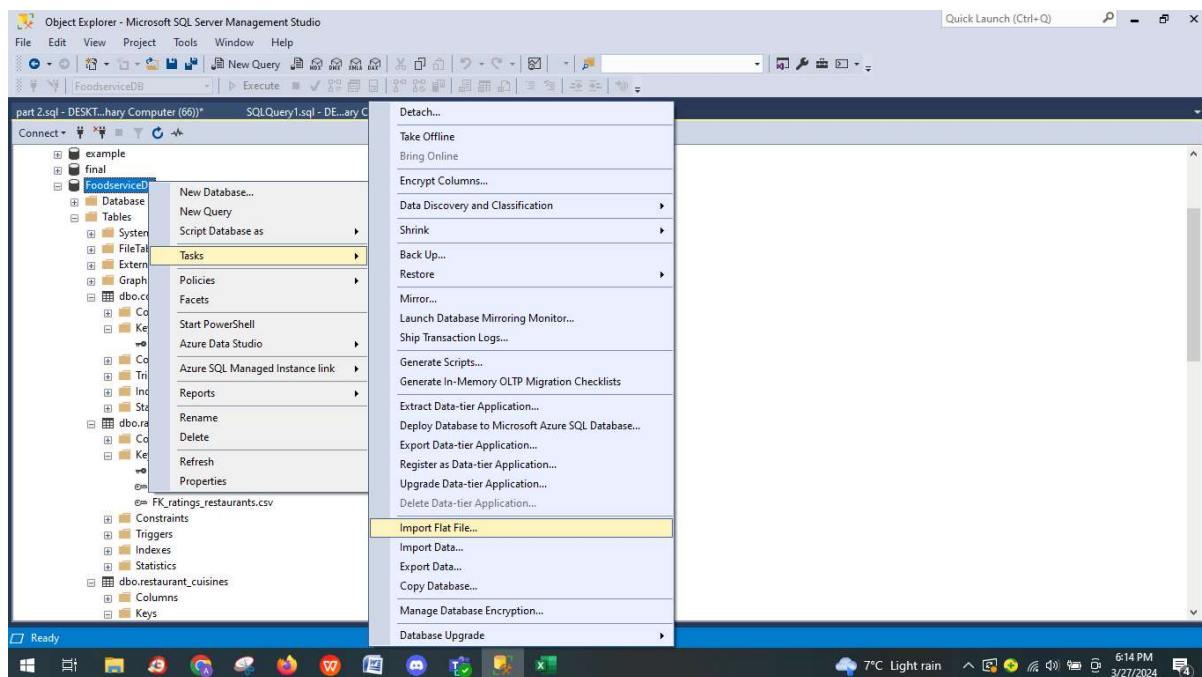 Object Explorer - Microsoft SQL Server Management Studio
Quick Launch (Ctrl+Q)
File Edit View Project Tools Window Help
New Query
FoodserviceDB
Execute
part 2.sql - DESKT...hary Computer (66))*
SQLQuery1.sql - DE...ary C
Connect
example
final
FoodserviceD
Database
Tables
System
FileTab
Extern
Graph
dbo.co
Co
Ke
Co
Tri
Ind
Sta
dbo.ra
Co
Ke
FK_ratings_restaurants.csv
Constraints
Triggers
Indexes
Statistics
dbo.restaurant_cuisines
Columns
Keys
New Database...
New Query
Script Database as
Tasks
Policies
Facets
Start PowerShell
Azure Data Studio
Azure SQL Managed Instance link
Reports
Rename
Delete
Refresh
Properties
Detach...
Take Offline
Bring Online
Encrypt Columns...
Data Discovery and Classification
Shrink
Back Up...
Restore
Mirror...
Launch Database Mirroring Monitor...
Ship Transaction Logs...
Generate Scripts...
Generate In-Memory OLTP Migration Checklists
Extract Data-tier Application...
Deploy Database to Microsoft Azure SQL Database...
Export Data-tier Application...
Register as Data-tier Application...
Upgrade Data-tier Application...
Delete Data-tier Application...
Import Flat File...
Import Data...
Export Data...
Copy Database...
Manage Database Encryption...
Database Upgrade
Ready
7°C Light rain
6:14 PM
3/27/2024